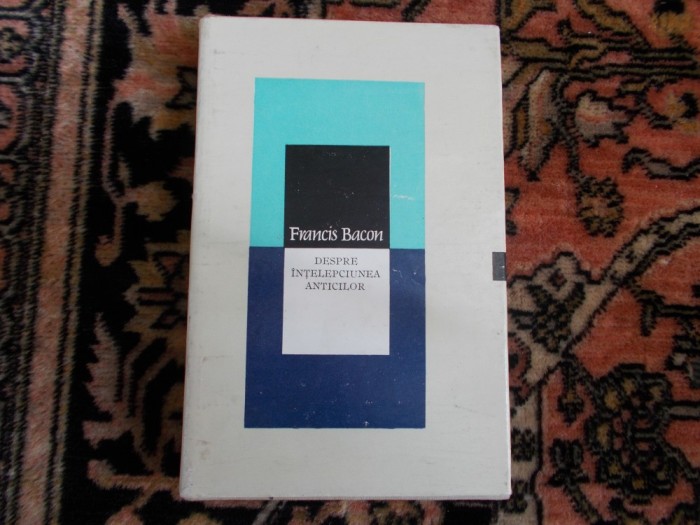 Francis Bacon
DESPRE
ÎNȚELEPCIUNEA
ANTICILOR